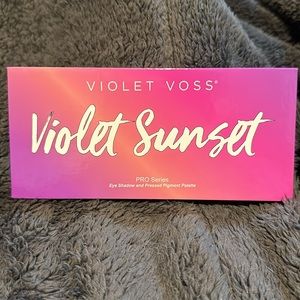 VIOLET VOSS®
Violet Sunset
PRO Series
Eye Shadow and Pressed Pigment Palette